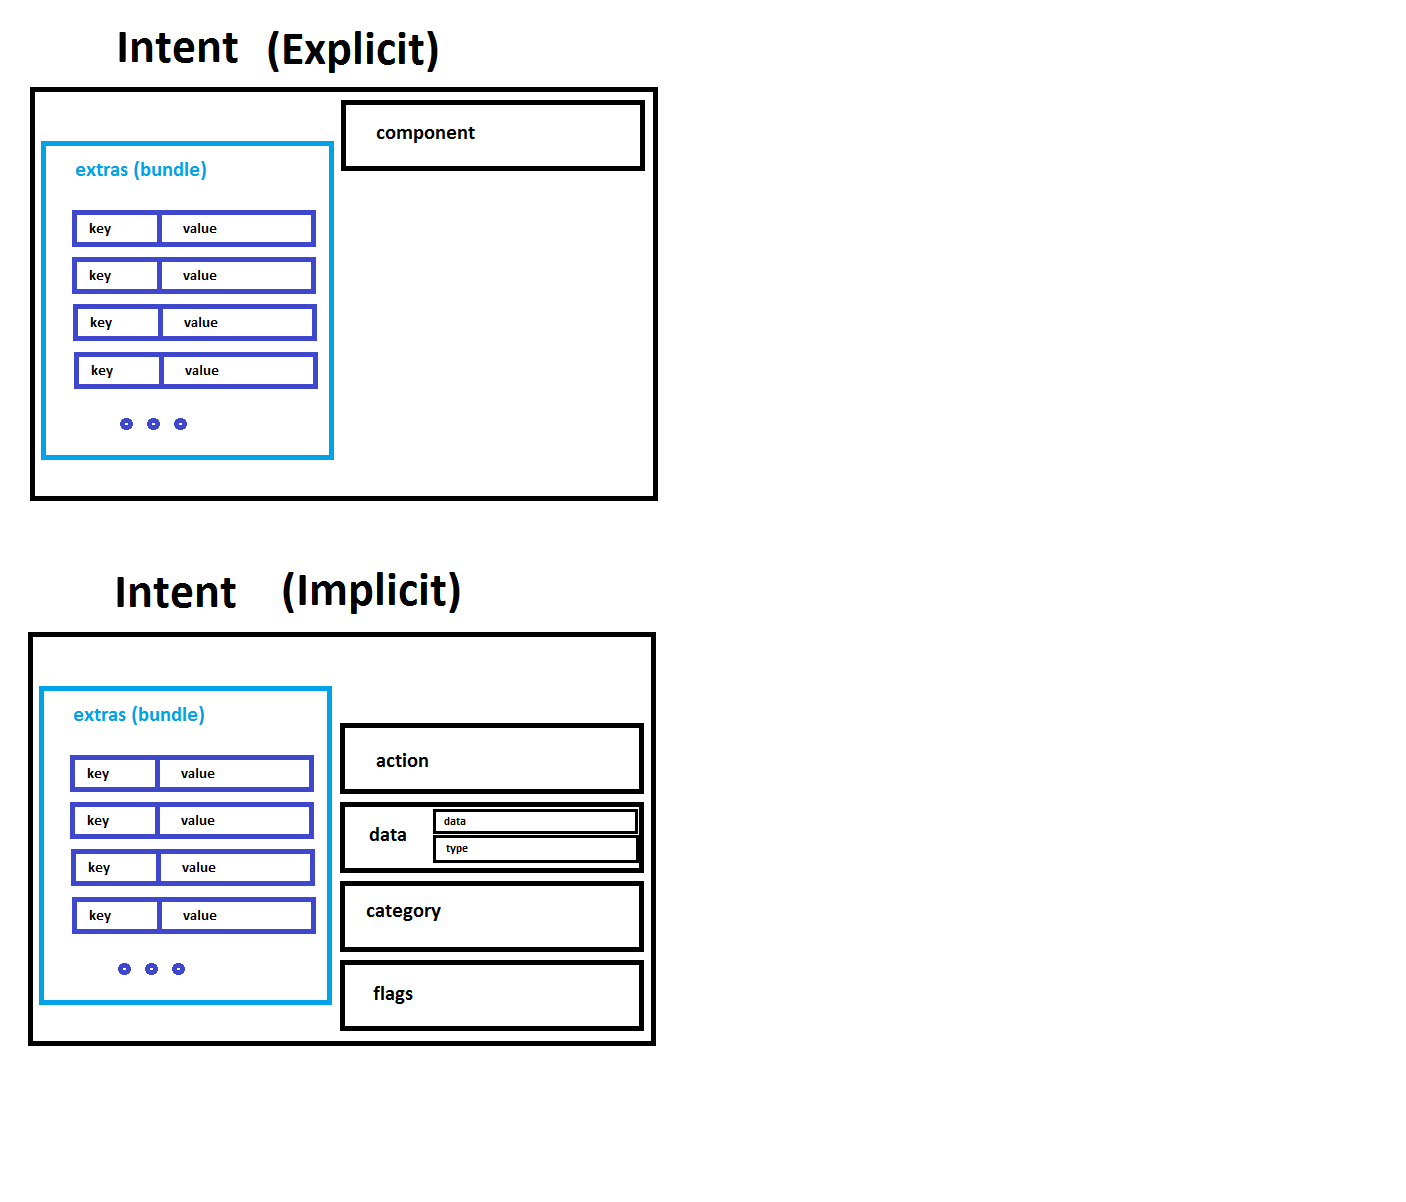 Intent (Explicit)
component
extras (bundle)
key value
key value
key value
key value
Intent (Implicit)
extras (bundle)
key value
key value
key value
key value
action
data
data
type
category
flags